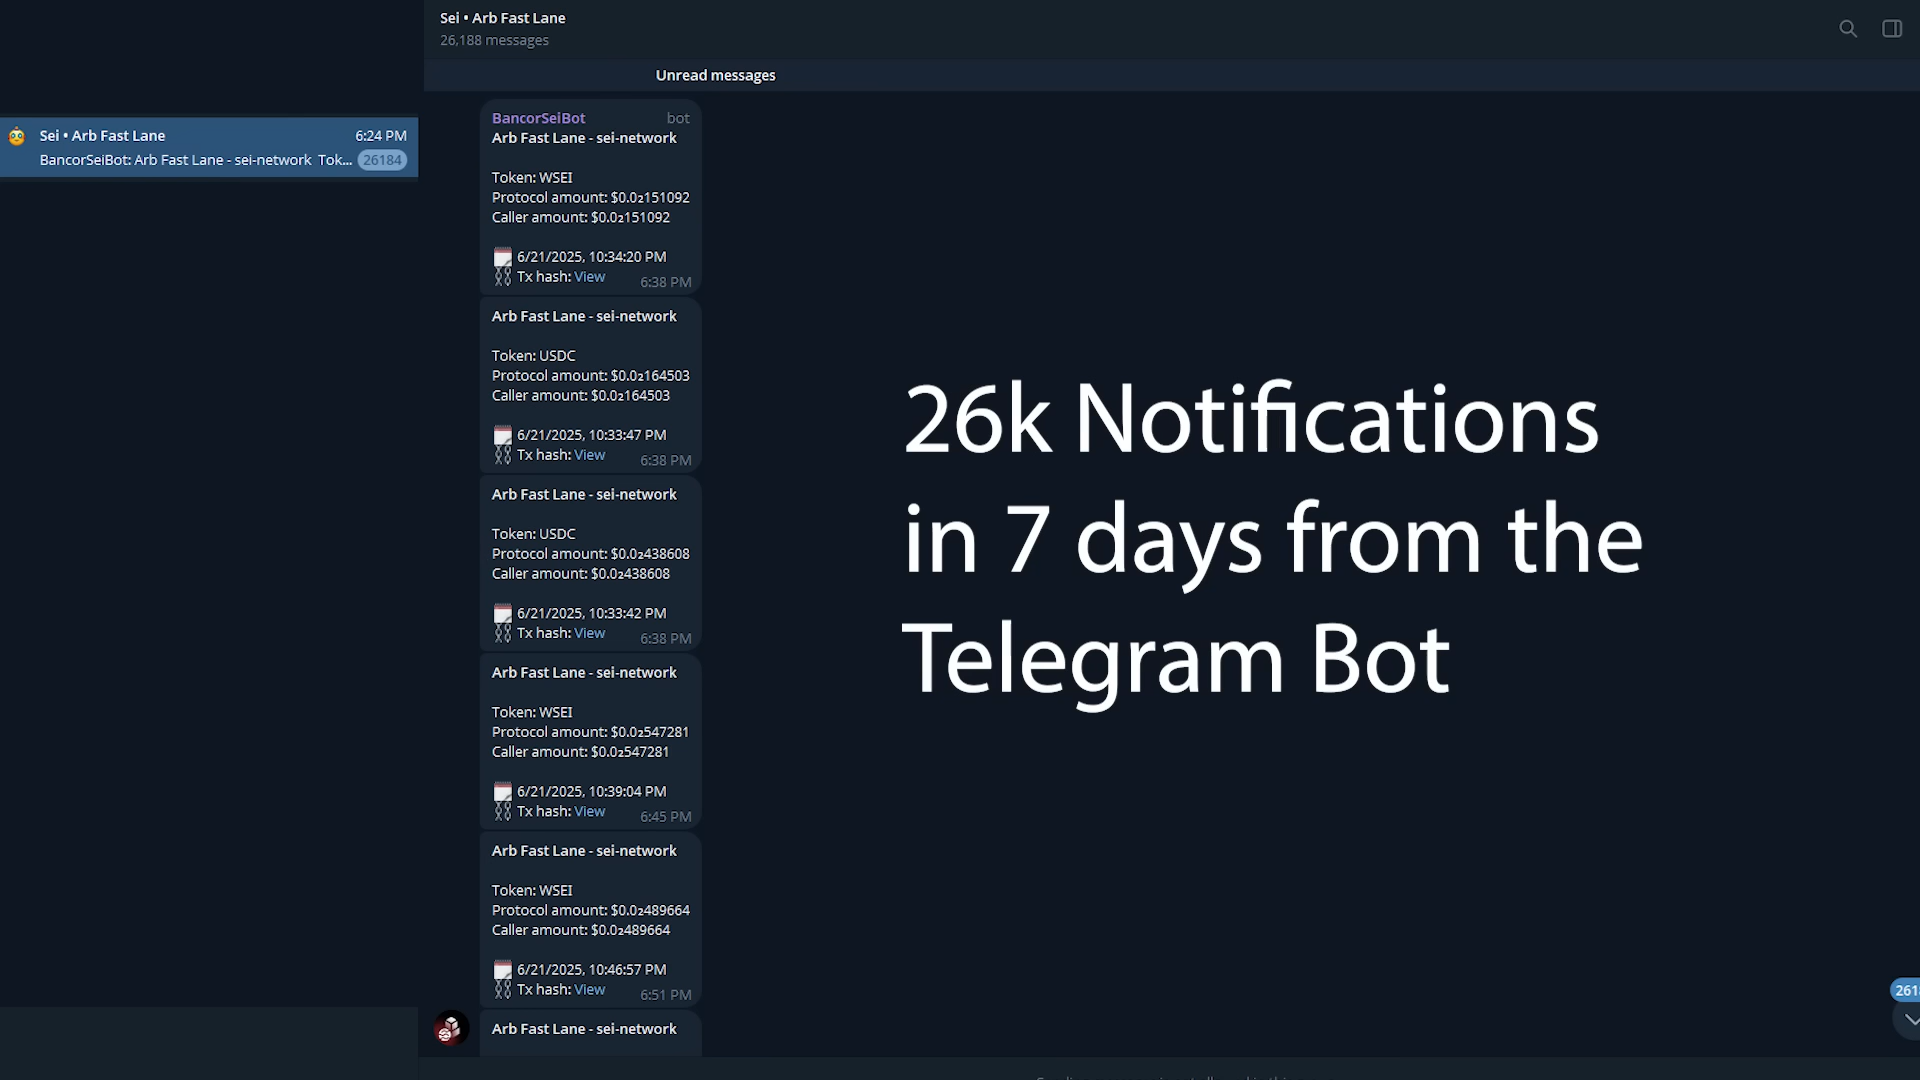 Sei • Arb Fast Lane
26,188 messages
Unread messages
Sei • Arb Fast Lane
6:24 PM
BancorSeiBot: Arb Fast Lane - sei-network Tok...
26184
BancorSeiBot
bot
Arb Fast Lane - sei-network
Token: WSEI
Protocol amount: $0.0₂151092
Caller amount: $0.0₂151092
6/21/2025, 10:34:20 PM
Tx hash: View
6:38 PM
Arb Fast Lane - sei-network
Token: USDC
Protocol amount: $0.0₂164503
Caller amount: $0.0₂164503
6/21/2025, 10:33:47 PM
Tx hash: View
6:38 PM
Arb Fast Lane - sei-network
Token: USDC
Protocol amount: $0.0₂438608
Caller amount: $0.0₂438608
6/21/2025, 10:33:42 PM
Tx hash: View
6:38 PM
Arb Fast Lane - sei-network
Token: WSEI
Protocol amount: $0.0₂547281
Caller amount: $0.0₂547281
6/21/2025, 10:39:04 PM
Tx hash: View
6:45 PM
Arb Fast Lane - sei-network
Token: WSEI
Protocol amount: $0.0₂489664
Caller amount: $0.0₂489664
6/21/2025, 10:46:57 PM
Tx hash: View
6:51 PM
Arb Fast Lane - sei-network
26k Notifications
in 7 days from the
Telegram Bot